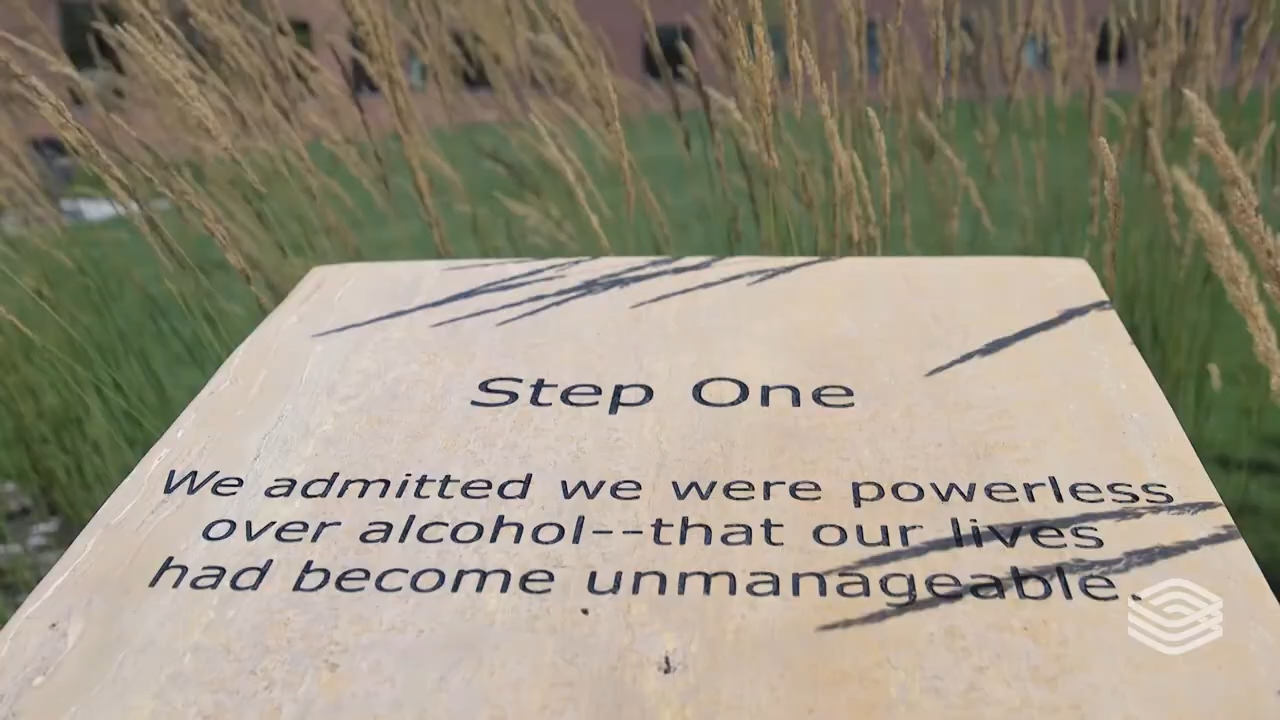 Step One
We admitted we were powerless
over alcohol--that our lives
had become unmanageable.